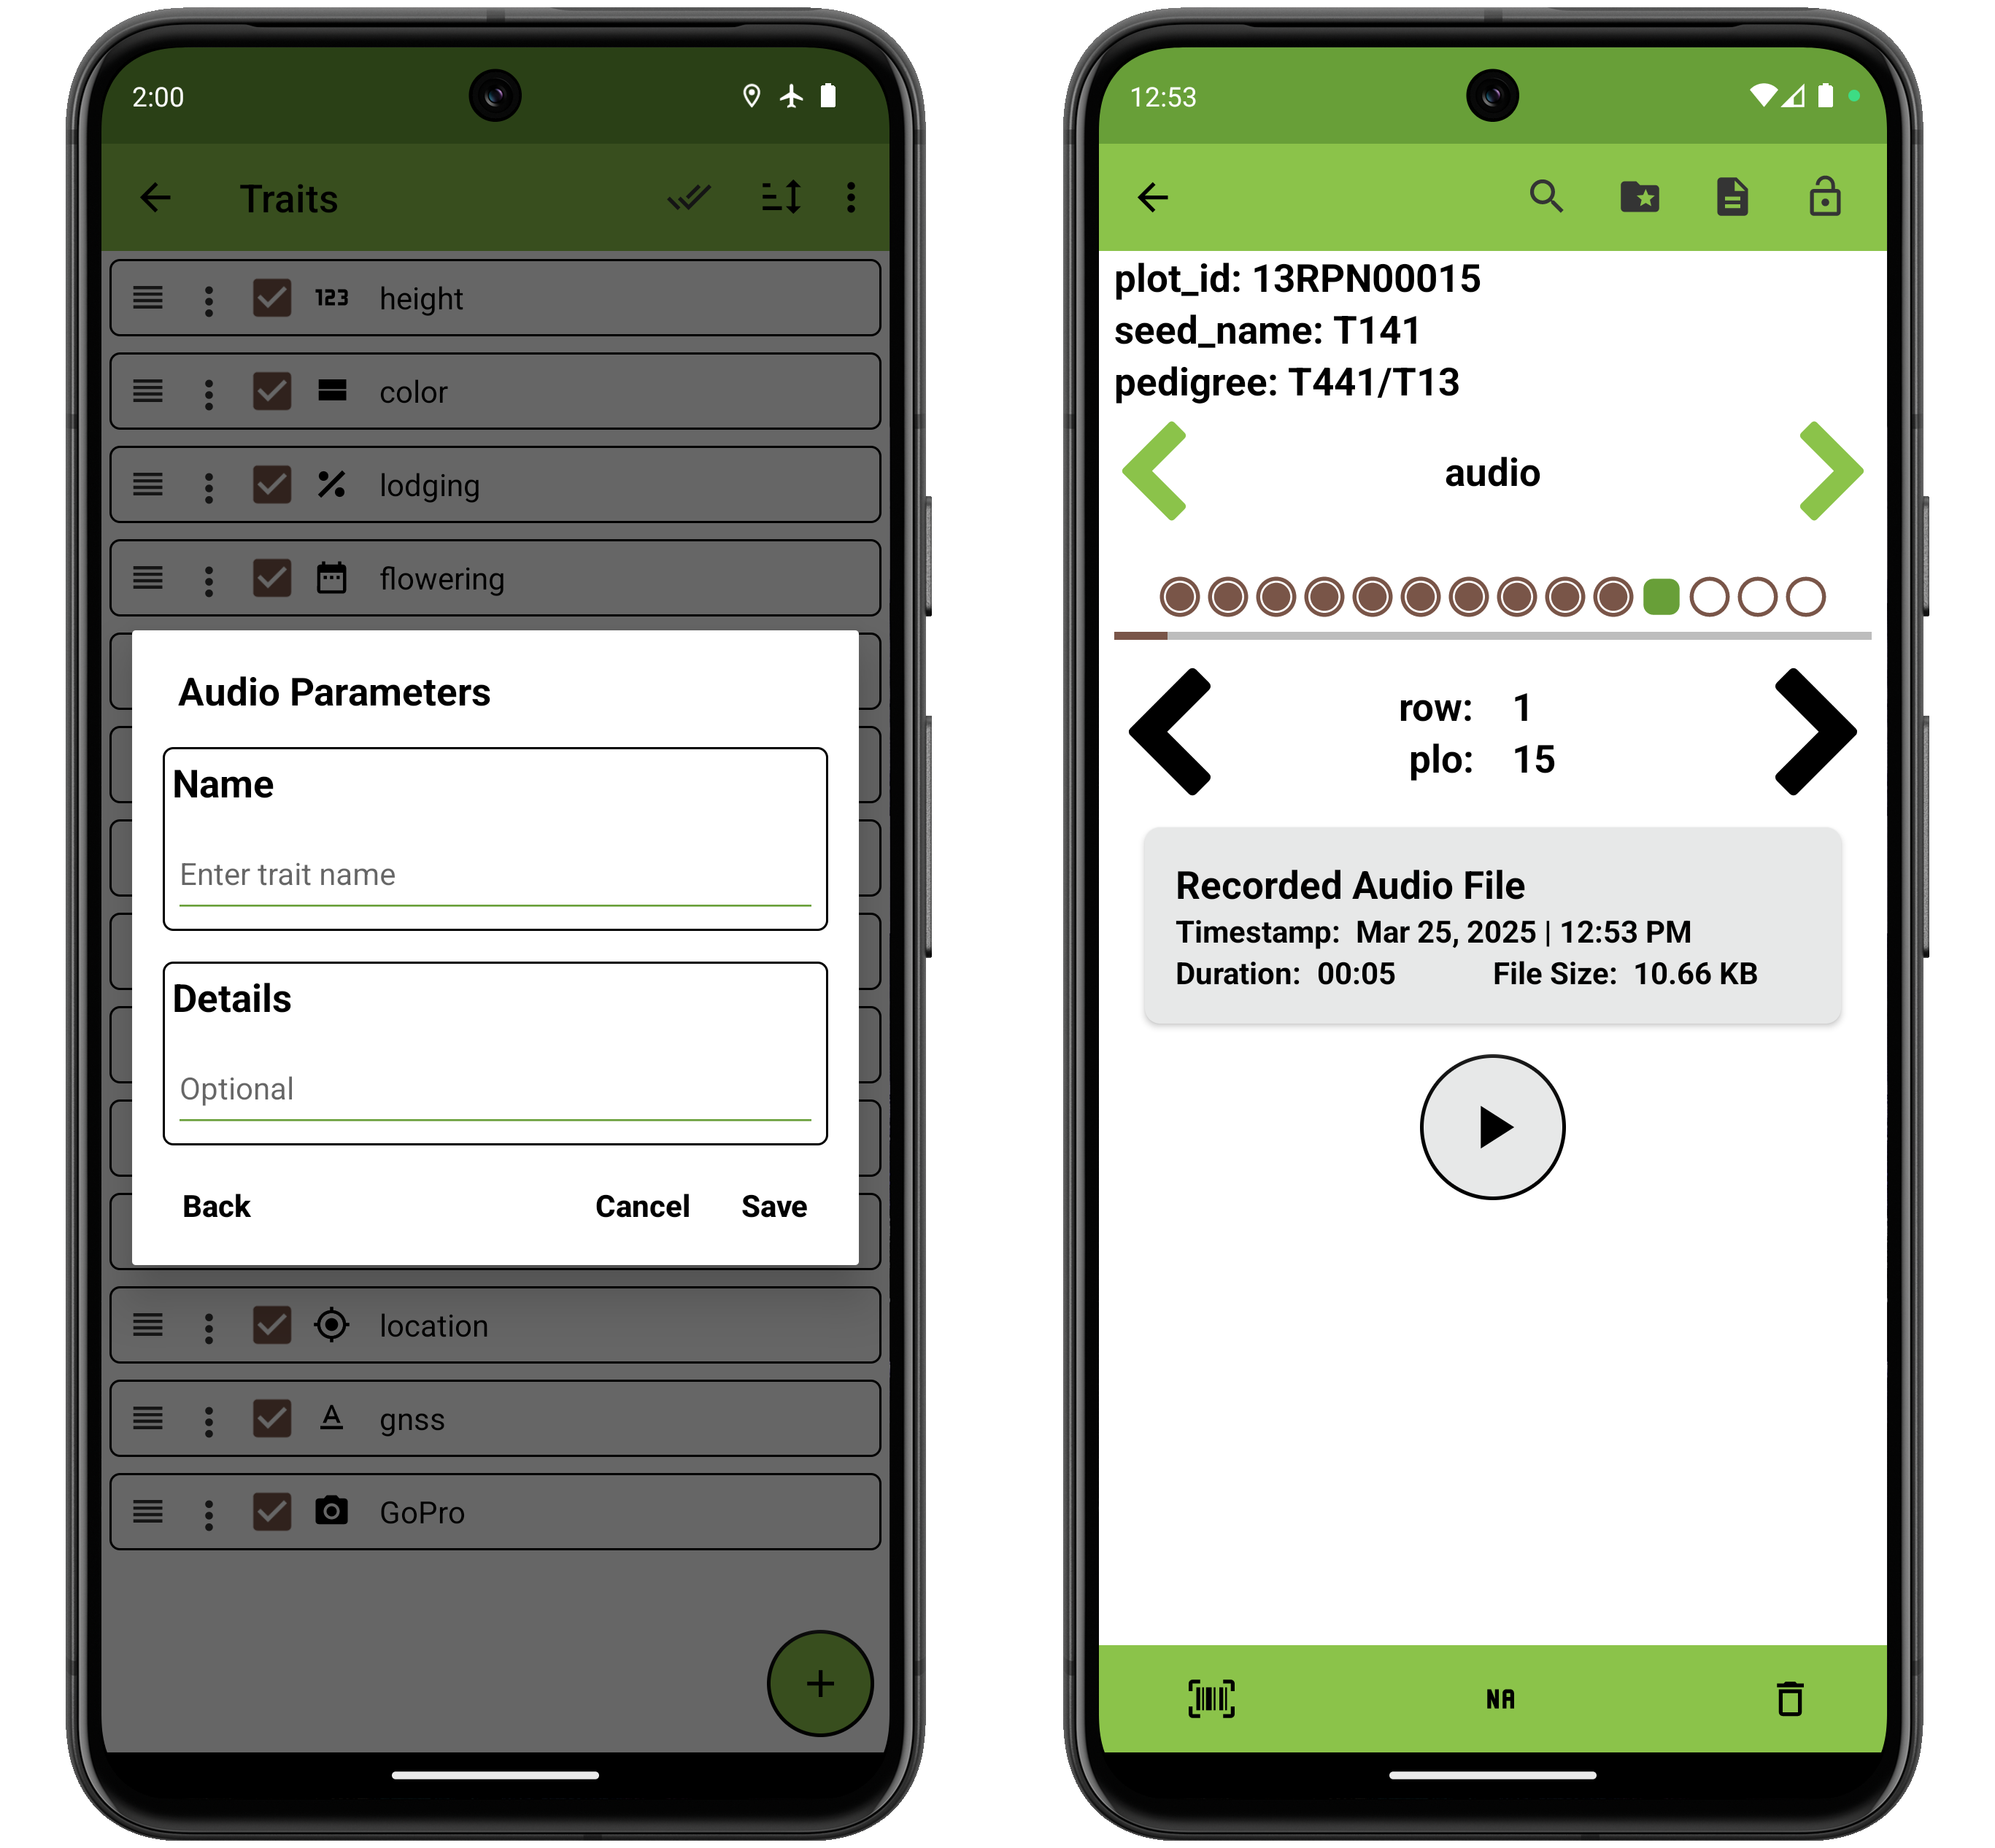 2:00
Traits
123 height
color
% lodging
flowering
Audio Parameters
Name
Enter trait name
Details
Optional
Back Cancel Save
location
A gnss
GoPro
+
12:53
plot_id: 13RPN00015
seed_name: T141
pedigree: T441/T13
audio
row: 1
plo: 15
Recorded Audio File
Timestamp: Mar 25, 2025 | 12:53 PM
Duration: 00:05 File Size: 10.66 KB
NA